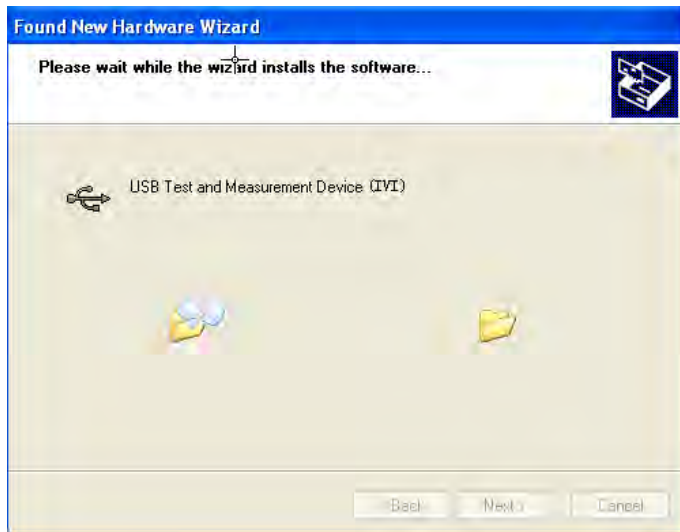 Found New Hardware Wizard
Please wait while the wizard installs the software...
USB Test and Measurement Device (IVI)
< Back Next > Cancel